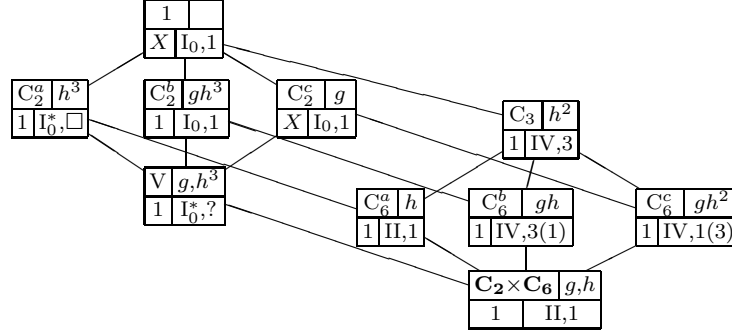 1
X I₀,1
C₂ᵃ h³ C₂ᵇ gh³ C₂ᶜ g
1 I₀*,□ 1 I₀,1 X I₀,1
C₃ h²
1 IV,3
V g,h³
1 I₀*,?
C₆ᵃ h C₆ᵇ gh C₆ᶜ gh²
1 II,1 1 IV,3(1) 1 IV,1(3)
C₂×C₆ g,h
1 II,1